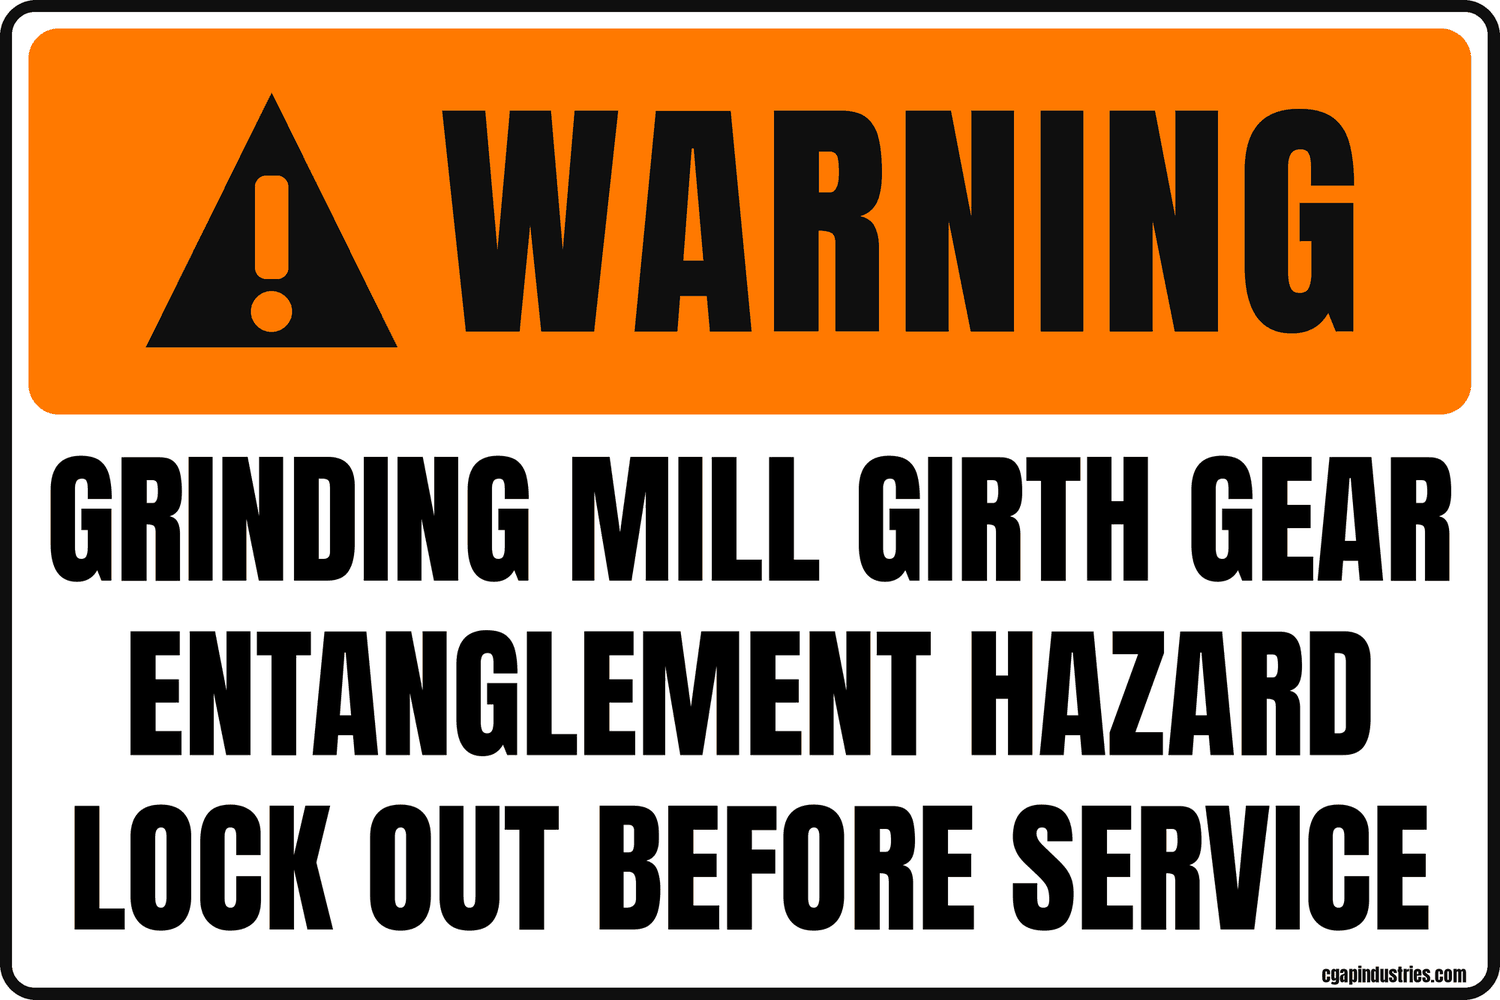 WARNING
GRINDING MILL GIRTH GEAR
ENTANGLEMENT HAZARD
LOCK OUT BEFORE SERVICE
cgapindustries.com